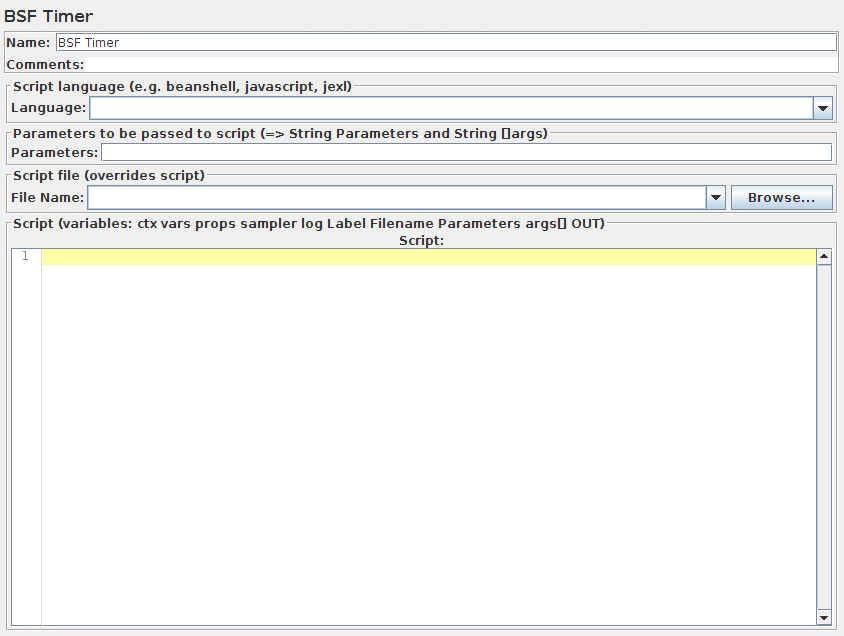 BSF Timer
Name: BSF Timer
Comments:
Script language (e.g. beanshell, javascript, jexl)
Language:
Parameters to be passed to script (=> String Parameters and String []args)
Parameters:
Script file (overrides script)
File Name: Browse...
Script (variables: ctx vars props sampler log Label Filename Parameters args[] OUT)
Script:
1